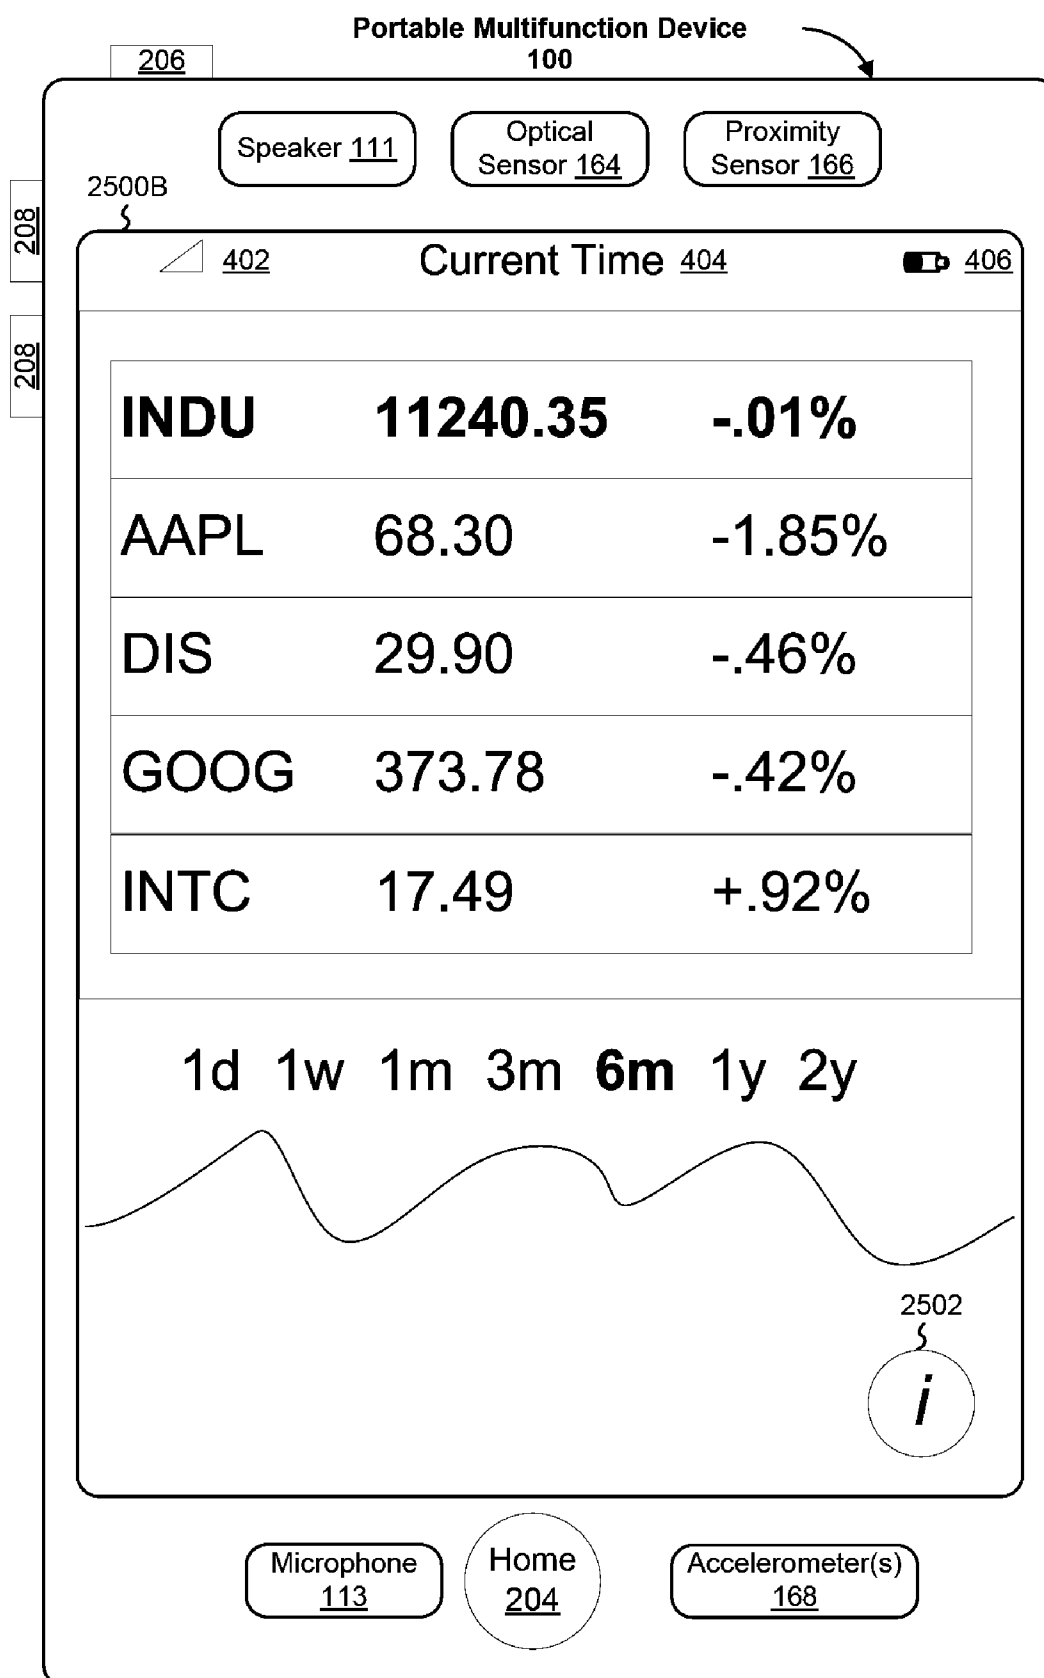 Portable Multifunction Device
100
206
Speaker 111
Optical
Sensor 164
Proximity
Sensor 166
2500B
208
208
402
Current Time 404
406
INDU 11240.35 -.01%
AAPL 68.30 -1.85%
DIS 29.90 -.46%
GOOG 373.78 -.42%
INTC 17.49 +.92%
1d 1w 1m 3m 6m 1y 2y
2502
i
Microphone
113
Home
204
Accelerometer(s)
168